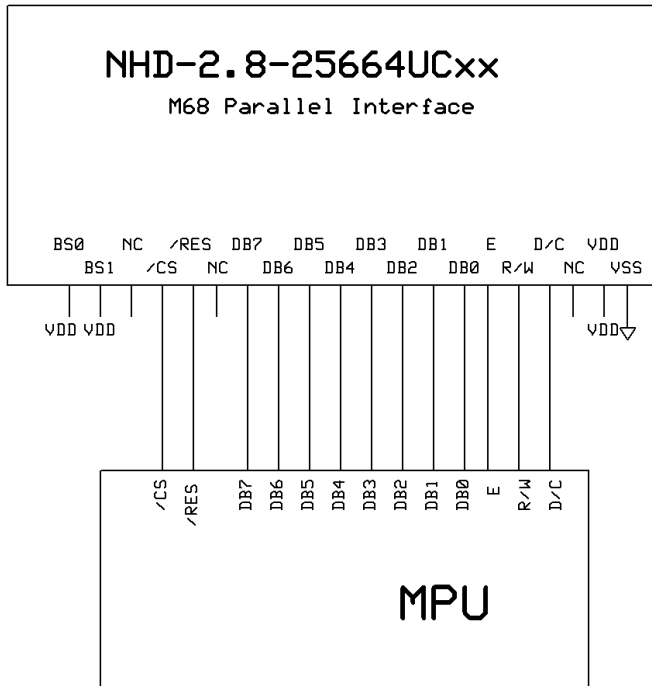 NHD-2.8-25664UCxx
M68 Parallel Interface
BS0 NC /RES DB7 DB5 DB3 DB1 E D/C VDD
BS1 /CS NC DB6 DB4 DB2 DB0 R/W NC VSS
VDD VDD VDD
/CS /RES DB7 DB6 DB5 DB4 DB3 DB2 DB1 DB0 E R/W D/C
MPU